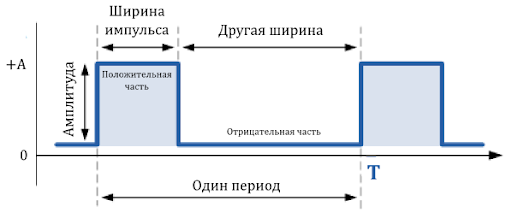 Ширина
импульса
Другая ширина
+A
Амплитуда
Положительная
часть
Отрицательная часть
0
T
Один период